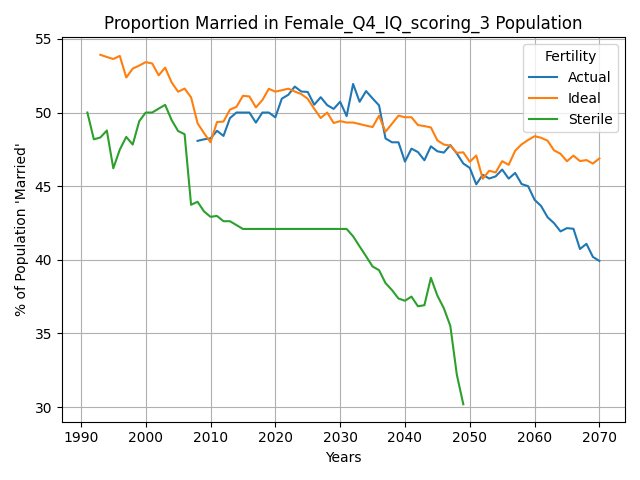 Proportion Married in Female_Q4_IQ_scoring_3 Population
% of Population 'Married'
55
50
45
40
35
30
Fertility
Actual
Ideal
Sterile
1990 2000 2010 2020 2030 2040 2050 2060 2070
Years